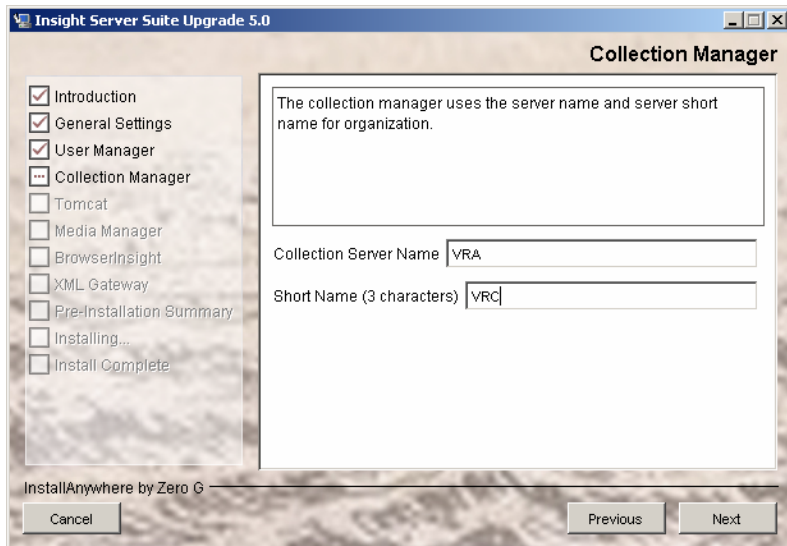 Insight Server Suite Upgrade 5.0
Collection Manager
Introduction
General Settings
User Manager
Collection Manager
Tomcat
Media Manager
BrowserInsight
XML Gateway
Pre-Installation Summary
Installing...
Install Complete
The collection manager uses the server name and server short
name for organization.
Collection Server Name VRA
Short Name (3 characters) VRC
InstallAnywhere by Zero G
Cancel Previous Next